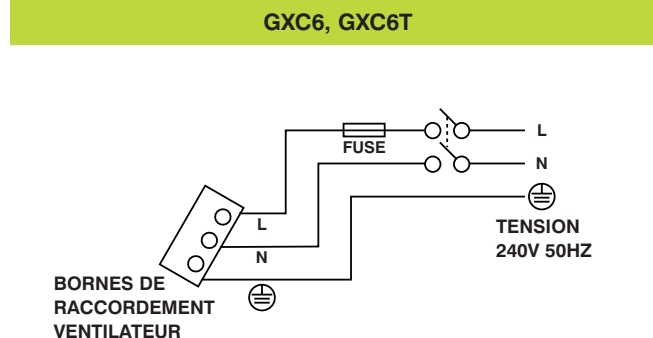 GXC6, GXC6T
FUSE
L
N
L
N
TENSION
240V 50HZ
BORNES DE
RACCORDEMENT
VENTILATEUR